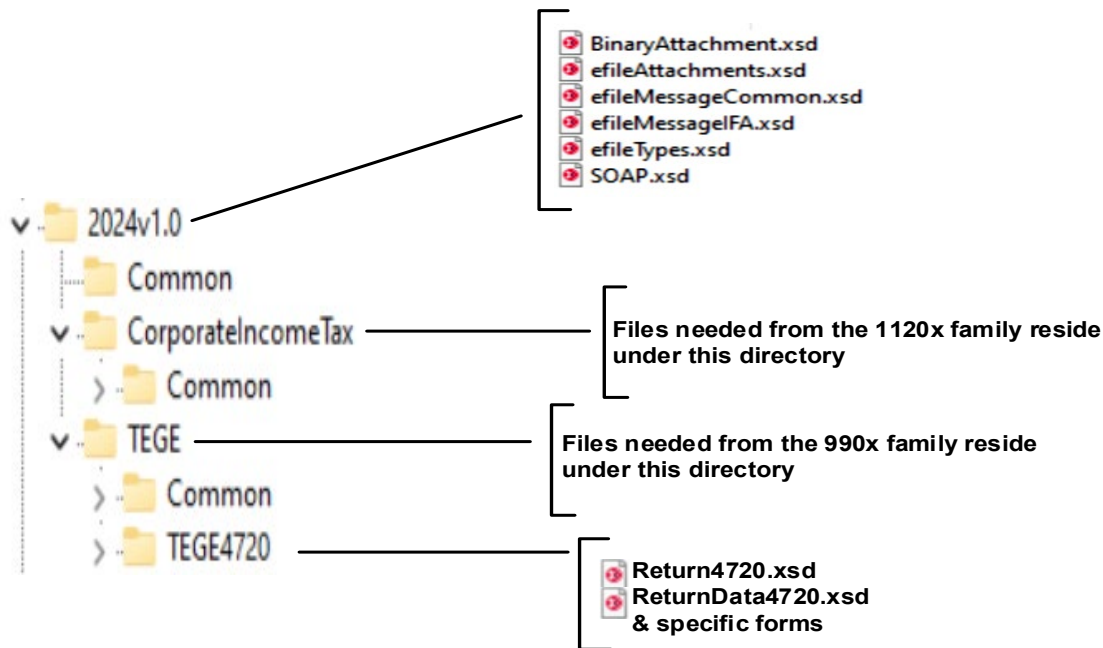 BinaryAttachment.xsd
efileAttachments.xsd
efileMessageCommon.xsd
efileMessageIFA.xsd
efileTypes.xsd
SOAP.xsd
2024v1.0
Common
CorporateIncomeTax
Files needed from the 1120x family reside
under this directory
Common
TEGE
Files needed from the 990x family reside
under this directory
Common
TEGE4720
Return4720.xsd
ReturnData4720.xsd
& specific forms